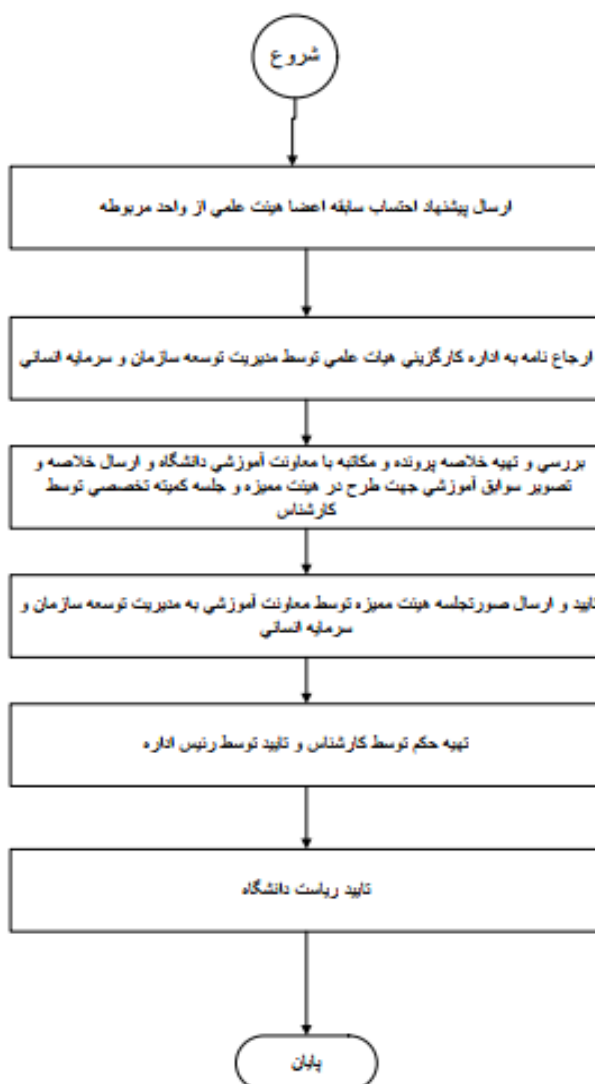 شروع
ارسال پیشنهاد احتساب سابقه اعضا هیئت علمی از واحد مربوطه
ارجاع نامه به اداره کارگزینی هیات علمی توسط مدیریت توسعه سازمان و سرمایه انسانی
بررسی و تهیه خلاصه پرونده و مکاتبه با معاونت آموزشی دانشگاه و ارسال خلاصه و
تصویر سوابق آموزشی جهت طرح در هیئت ممیزه و جلسه کمیته تخصصی توسط
کارشناس
تایید و ارسال صورتجلسه هیئت ممیزه توسط معاونت آموزشی به مدیریت توسعه سازمان و
سرمایه انسانی
تهیه حکم توسط کارشناس و تایید توسط رئیس اداره
تایید ریاست دانشگاه
پایان